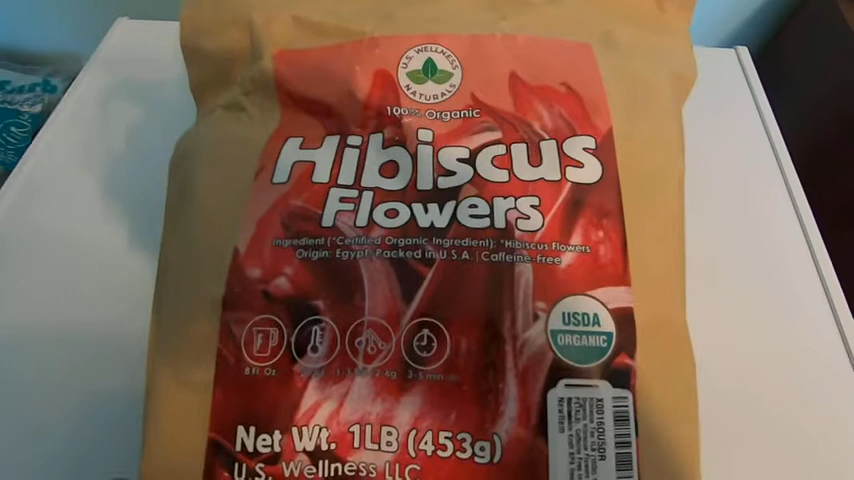 U.S. WELLNESS
NATURALS
100% Organic
Hibiscus
Flowers
Ingredient (*Certified Organic Ingredient): *Hibiscus Flowers
Origin: Egypt Packed in U.S.A. | Caffeine-Free
8 fl Oz
3-5 min
USDA
ORGANIC
Net Wt. 1LB (453g)
U.S. Wellness LLC
NewItem